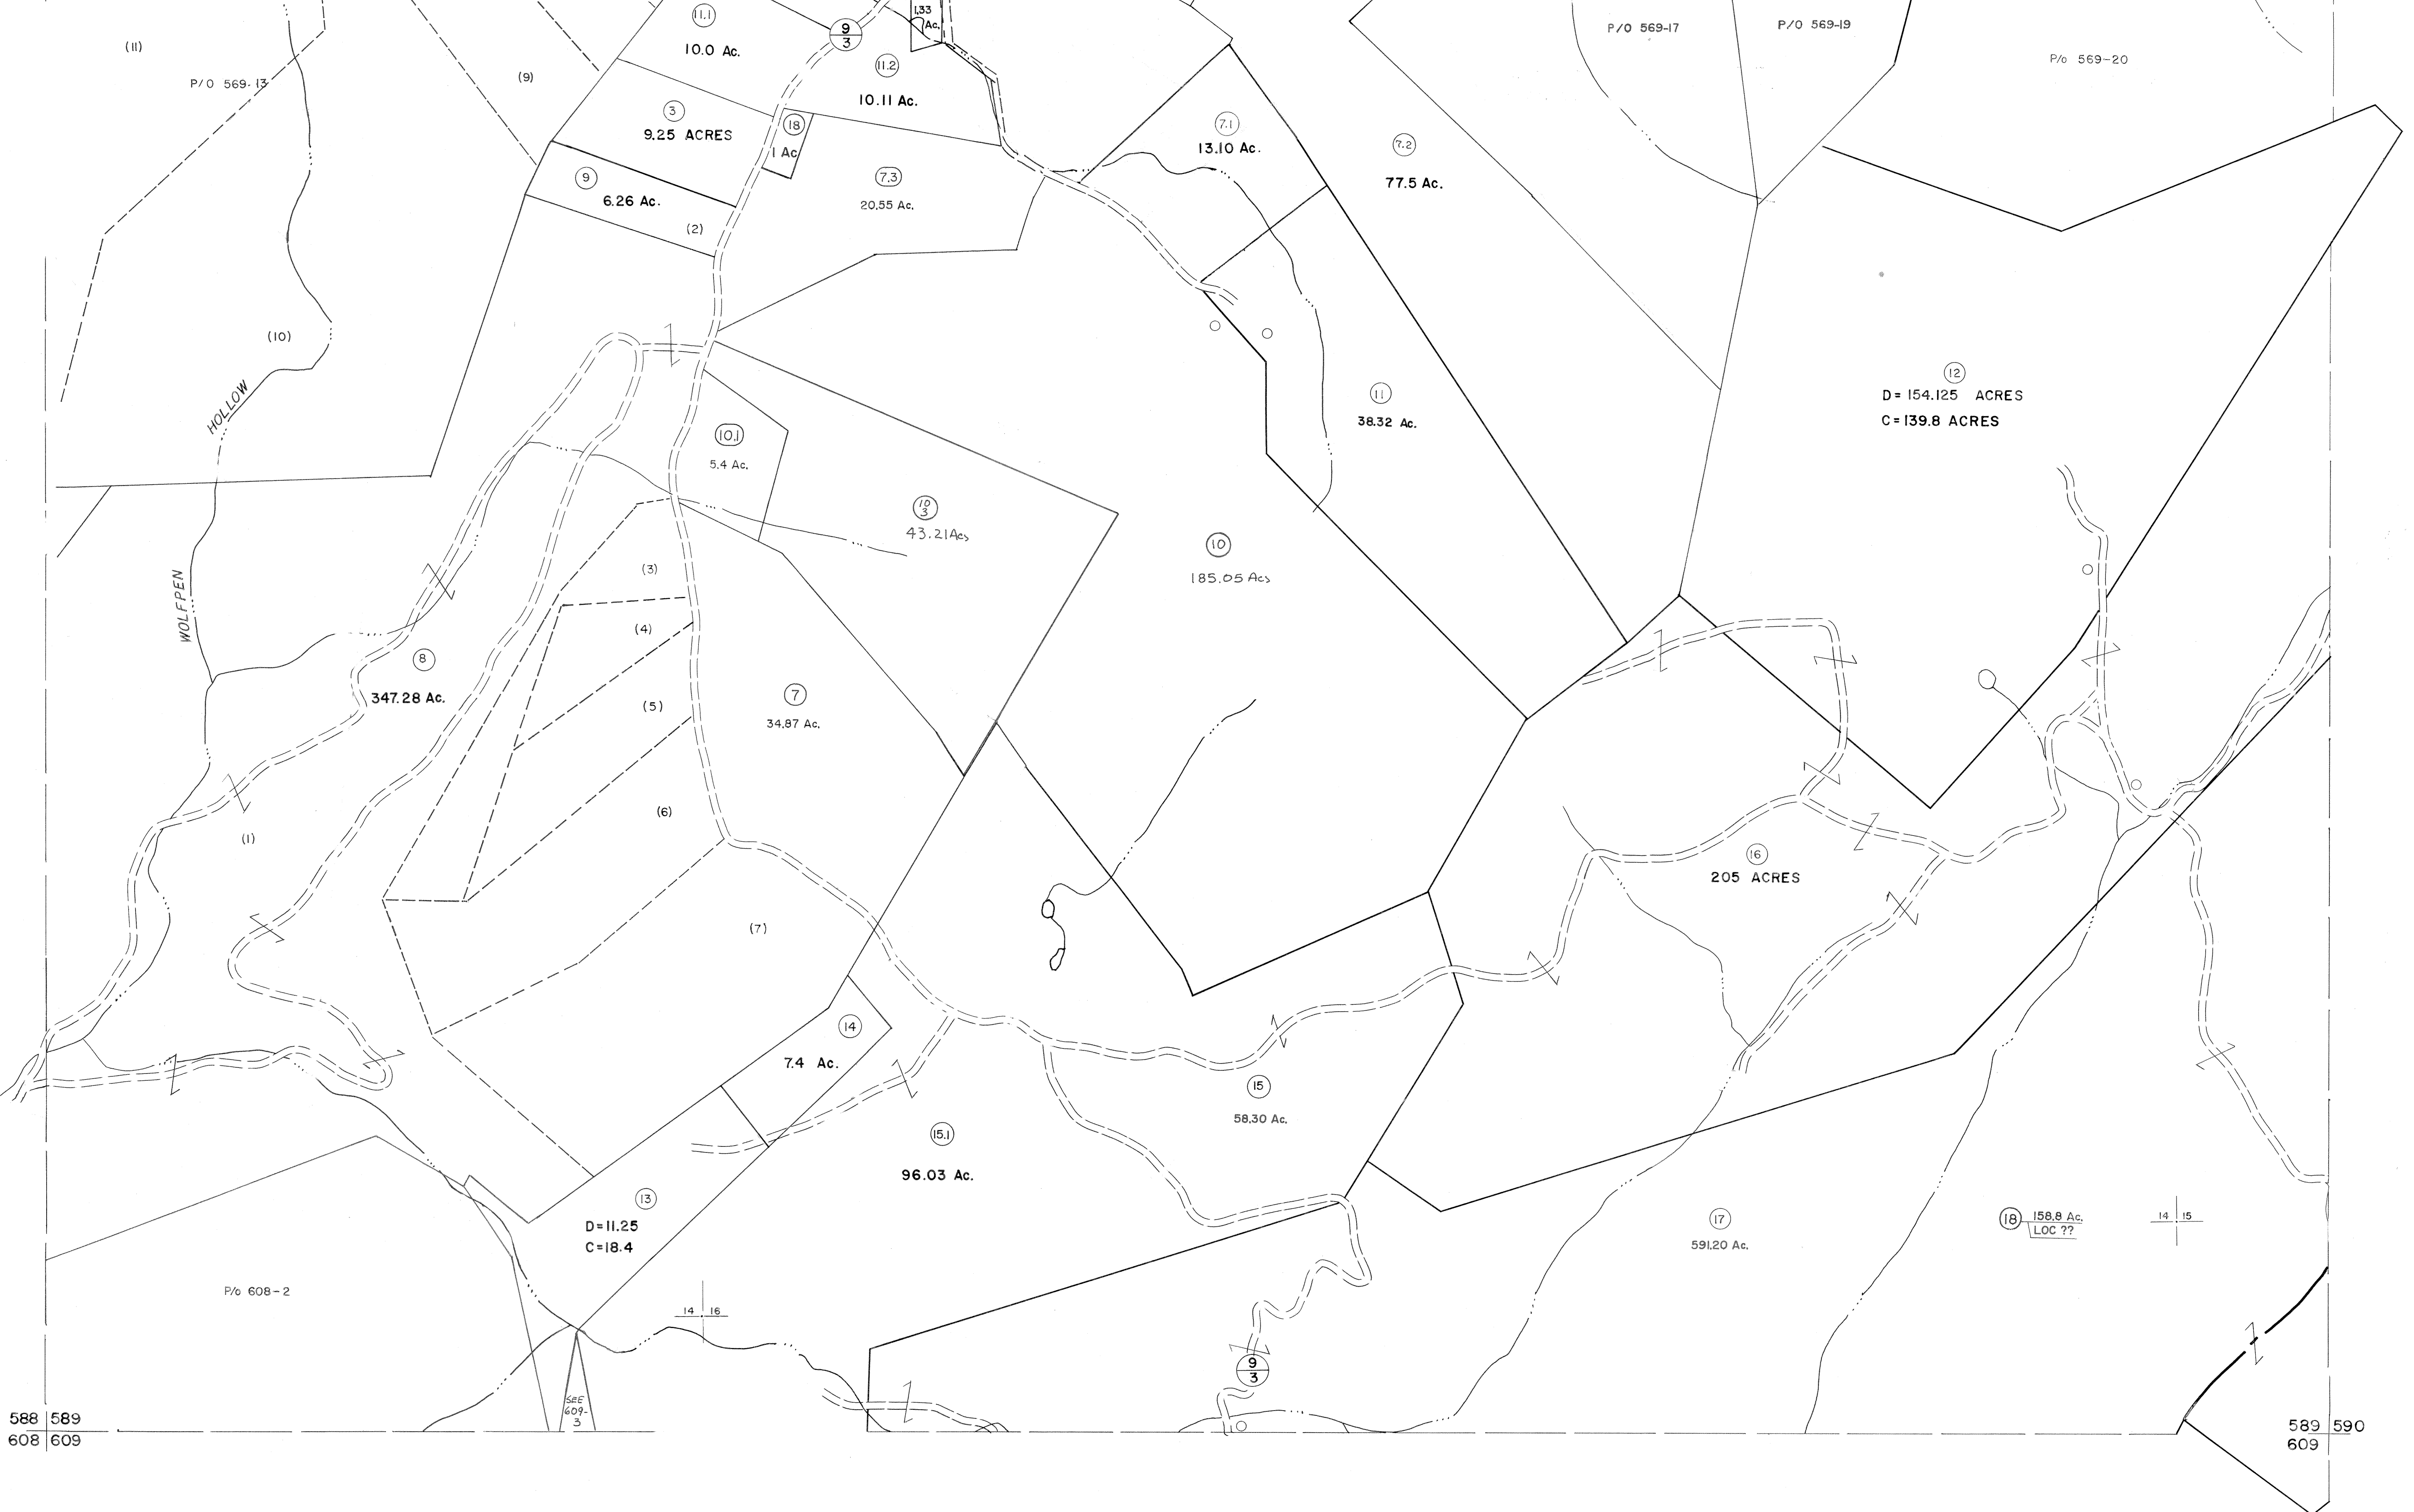 (11)
P/O 569-13
(9)
11.1
10.0 Ac.
9
3
1.33
Ac.
11.2
10.11 Ac.
P/O 569-17
P/O 569-19
P/o 569-20
3
9.25 ACRES
18
1 Ac
7.1
13.10 Ac.
7.2
77.5 Ac.
9
6.26 Ac.
(2)
7.3
20.55 Ac.
(10)
HOLLOW
WOLFPEN
10.1
5.4 Ac.
10
3
43.21 Acs
10
185.05 Acs
11
38.32 Ac.
12
D = 154.125 ACRES
C = 139.8 ACRES
(3)
(4)
(5)
(6)
(7)
8
347.28 Ac.
(1)
7
34.87 Ac.
16
205 ACRES
14
7.4 Ac.
15
58.30 Ac.
15.1
96.03 Ac.
13
D=11.25
C=18.4
17
591.20 Ac.
18
158.8 Ac.
LOC ??
14 15
P/o 608-2
14 16
9
3
SEE
609-
3
588 589
608 609
589 590
609